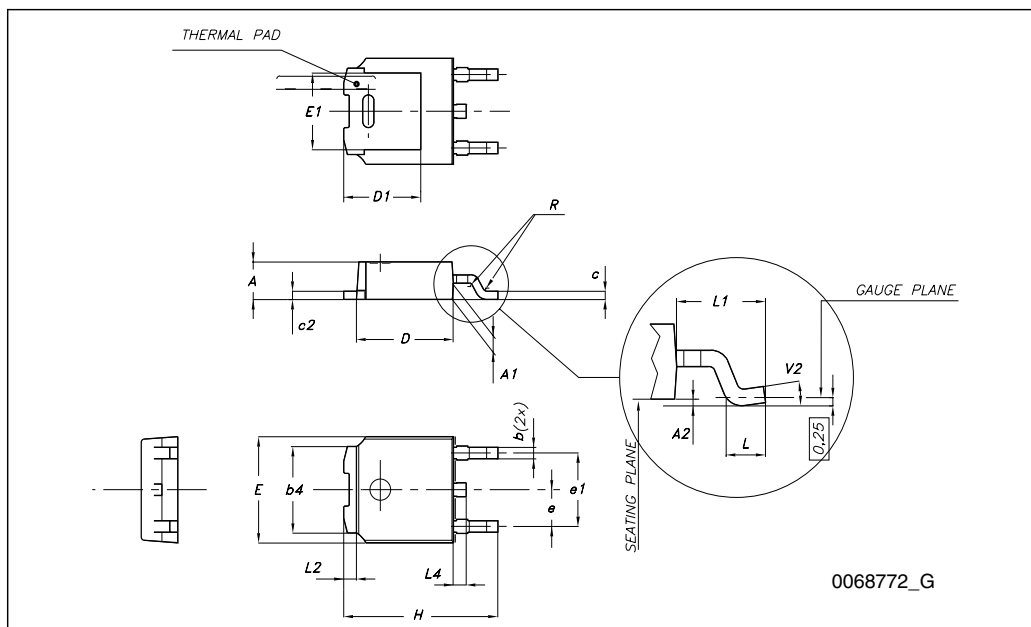 THERMAL PAD
E1
D1
R
A
c
c2
D
A1
L1
GAUGE PLANE
V2
A2
L
0,25
SEATING PLANE
b(2x)
E
b4
e1
e
L2
L4
H
0068772_G